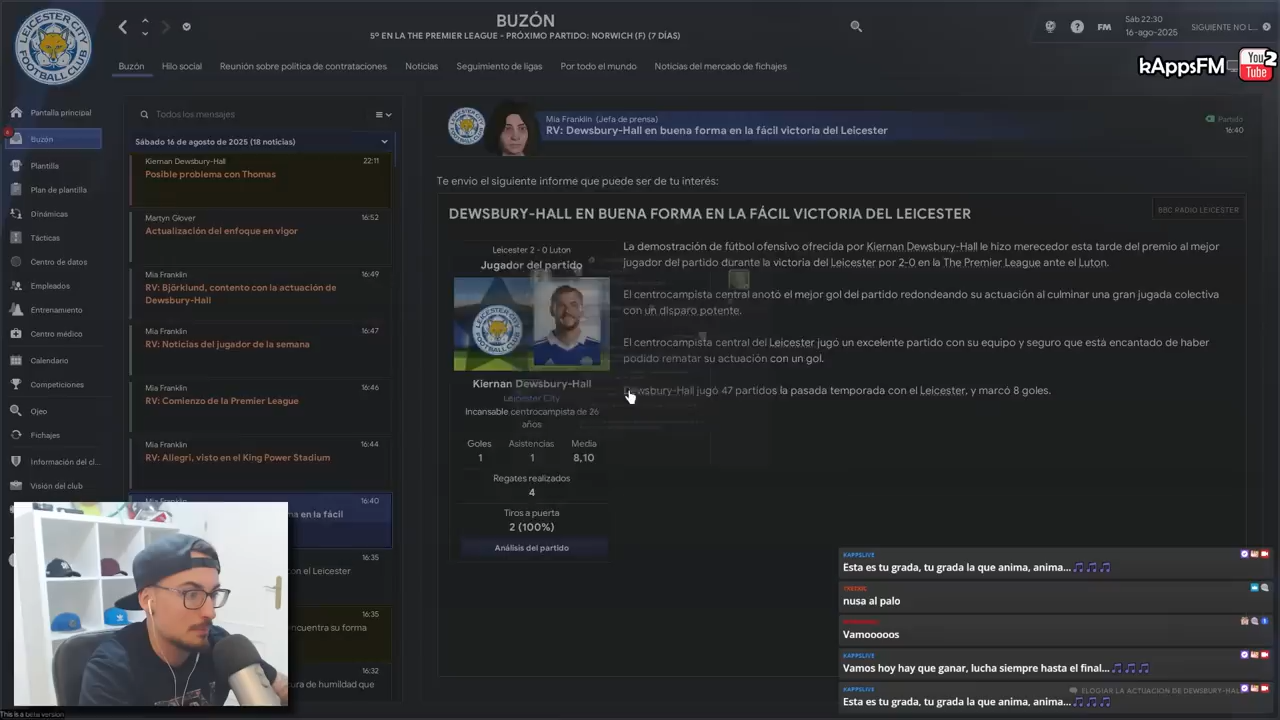 BUZÓN
5º EN LA THE PREMIER LEAGUE - PRÓXIMO PARTIDO: NORWICH (F) (7 DÍAS)
Sáb 22:30
16-ago-2025
FM
SIGUIENTE NO L...
kAppsFM
You
Tube
2
LEICESTER CITY
FOOTBALL CLUB
Buzón
Hilo social
Reunión sobre política de contrataciones
Noticias
Seguimiento de ligas
Por todo el mundo
Noticias del mercado de fichajes
Pantalla principal
Buzón
Plantilla
Plan de plantilla
Dinámicas
Tácticas
Centro de datos
Empleados
Entrenamiento
Centro médico
Calendario
Competiciones
Ojeo
Fichajes
Información del cl...
Visión del club
Todos los mensajes
Sábado 16 de agosto de 2025 (18 noticias)
Kiernan Dewsbury-Hall 22:11
Posible problema con Thomas
Martyn Glover 16:52
Actualización del enfoque en vigor
Mia Franklin 16:49
RV: Björklund, contento con la actuación de
Dewsbury-Hall
Mia Franklin 16:47
RV: Noticias del jugador de la semana
Mia Franklin 16:46
RV: Comienzo de la Premier League
Mia Franklin 16:44
RV: Allegri, visto en el King Power Stadium
16:40
en la fácil
16:35
on el Leicester
16:35
ncuentra su forma
16:32
ura de humildad que
Mia Franklin (Jefa de prensa)
RV: Dewsbury-Hall en buena forma en la fácil victoria del Leicester
Partido
16:40
Te envío el siguiente informe que puede ser de tu interés:
DEWSBURY-HALL EN BUENA FORMA EN LA FÁCIL VICTORIA DEL LEICESTER
BBC RADIO LEICESTER
Leicester 2 - 0 Luton
Jugador del partido
Kiernan Dewsbury-Hall
Leicester City
Incansable centrocampista de 26
años
Goles Asistencias Media
1 1 8,10
Regates realizados
4
Tiros a puerta
2 (100%)
Análisis del partido
La demostración de fútbol ofensivo ofrecida por Kiernan Dewsbury-Hall le hizo merecedor esta tarde del premio al mejor
jugador del partido durante la victoria del Leicester por 2-0 en la The Premier League ante el Luton.
El centrocampista central anotó el mejor gol del partido redondeando su actuación al culminar una gran jugada colectiva
con un disparo potente.
El centrocampista central del Leicester jugó un excelente partido con su equipo y seguro que está encantado de haber
podido rematar su actuación con un gol.
Dewsbury-Hall jugó 47 partidos la pasada temporada con el Leicester, y marcó 8 goles.
KAPPSLIVE
Esta es tu grada, tu grada la que anima, anima...
nusa al palo
Vamooooos
KAPPSLIVE
Vamos hoy hay que ganar, lucha siempre hasta el final...
KAPPSLIVE
ELOGIAR LA ACTUACIÓN DE DEWSBURY-HALL
Esta es tu grada, tu grada la que anima, anima...
This is a beta version